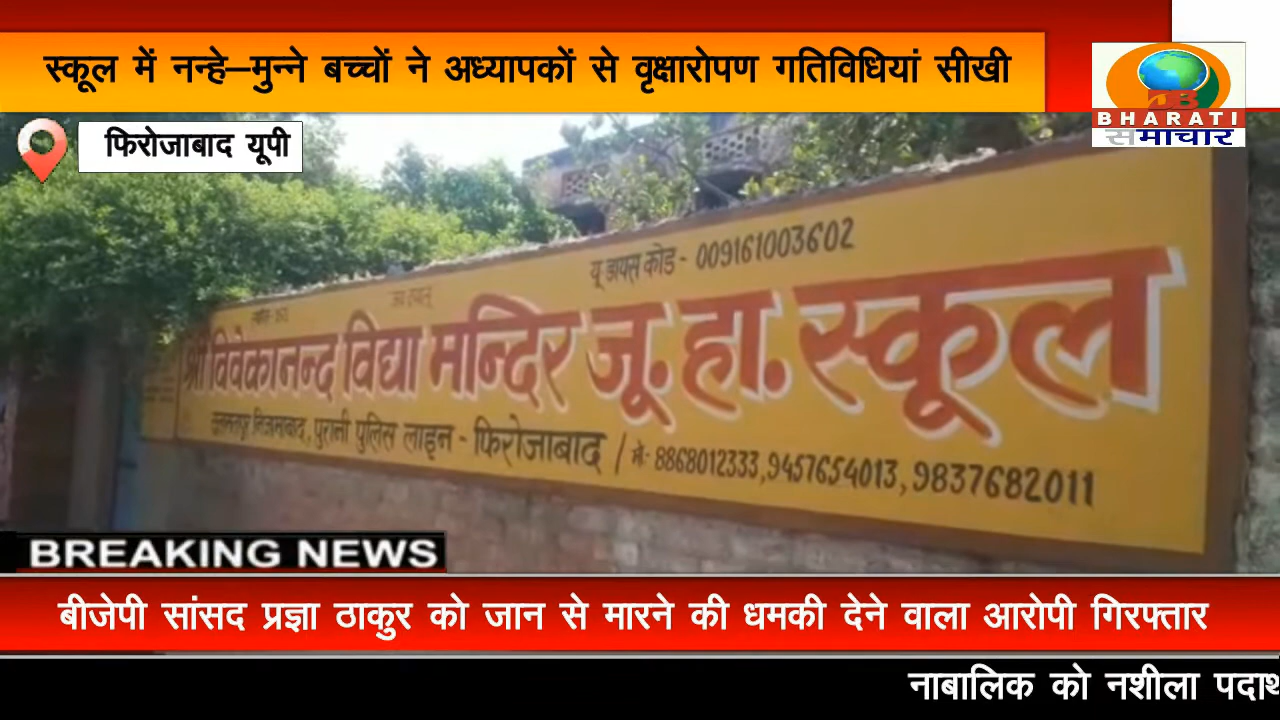 स्कूल में नन्हे–मुन्ने बच्चों ने अध्यापकों से वृक्षारोपण गतिविधियां सीखी
BHARATI
समाचार
फिरोजाबाद यूपी
यू डायस कोड - 009161003602
श्री विवेकानन्द विद्या मन्दिर जू. हा. स्कूल
निजामाबाद, पुरानी पुलिस लाइन - फिरोजाबाद / मो.- 8868012333, 9457654013, 9837682011
BREAKING NEWS
बीजेपी सांसद प्रज्ञा ठाकुर को जान से मारने की धमकी देने वाला आरोपी गिरफ्तार
नाबालिक को नशीला